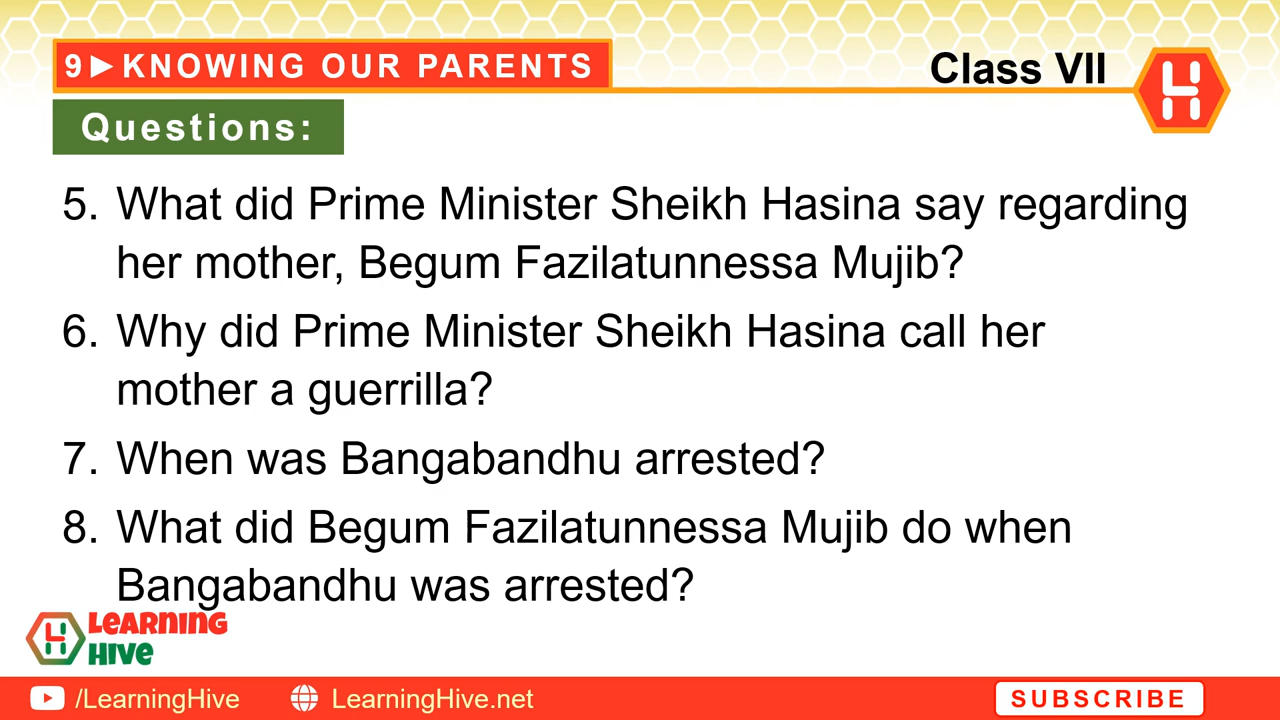 9►KNOWING OUR PARENTS
Class VII
Questions:
5. What did Prime Minister Sheikh Hasina say regarding
her mother, Begum Fazilatunnessa Mujib?
6. Why did Prime Minister Sheikh Hasina call her
mother a guerrilla?
7. When was Bangabandhu arrested?
8. What did Begum Fazilatunnessa Mujib do when
Bangabandhu was arrested?
Learning
Hive
/LearningHive
LearningHive.net
SUBSCRIBE